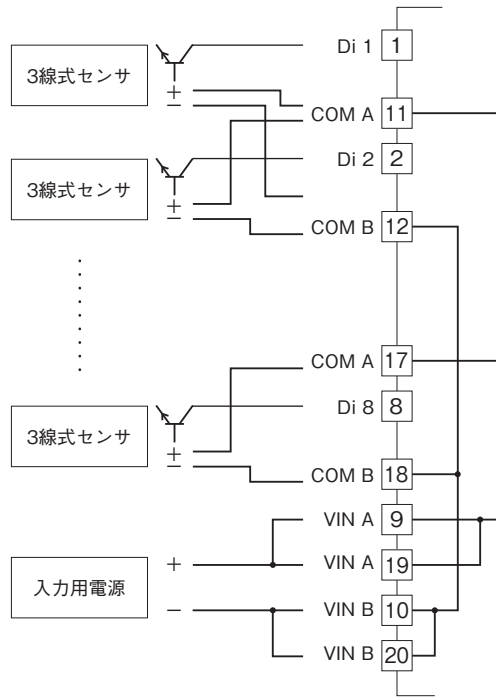 Di 1 1
3線式センサ
+
−
COM A 11
Di 2 2
3線式センサ
+
−
COM B 12
COM A 17
Di 8 8
3線式センサ
+
−
COM B 18
VIN A 9
入力用電源
+
VIN A 19
−
VIN B 10
VIN B 20